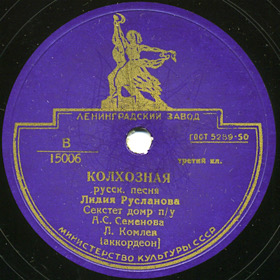 ЛЕНИНГРАДСКИЙ ЗАВОД
В
15006
ГОСТ 5289-50
третий кл.
КОЛХОЗНАЯ
русск. песня
Лидия Русланова
Секстет домр п/у
А.С. Семенова
Л. Комлев
(аккордеон)
МИНИСТЕРСТВО КУЛЬТУРЫ СССР